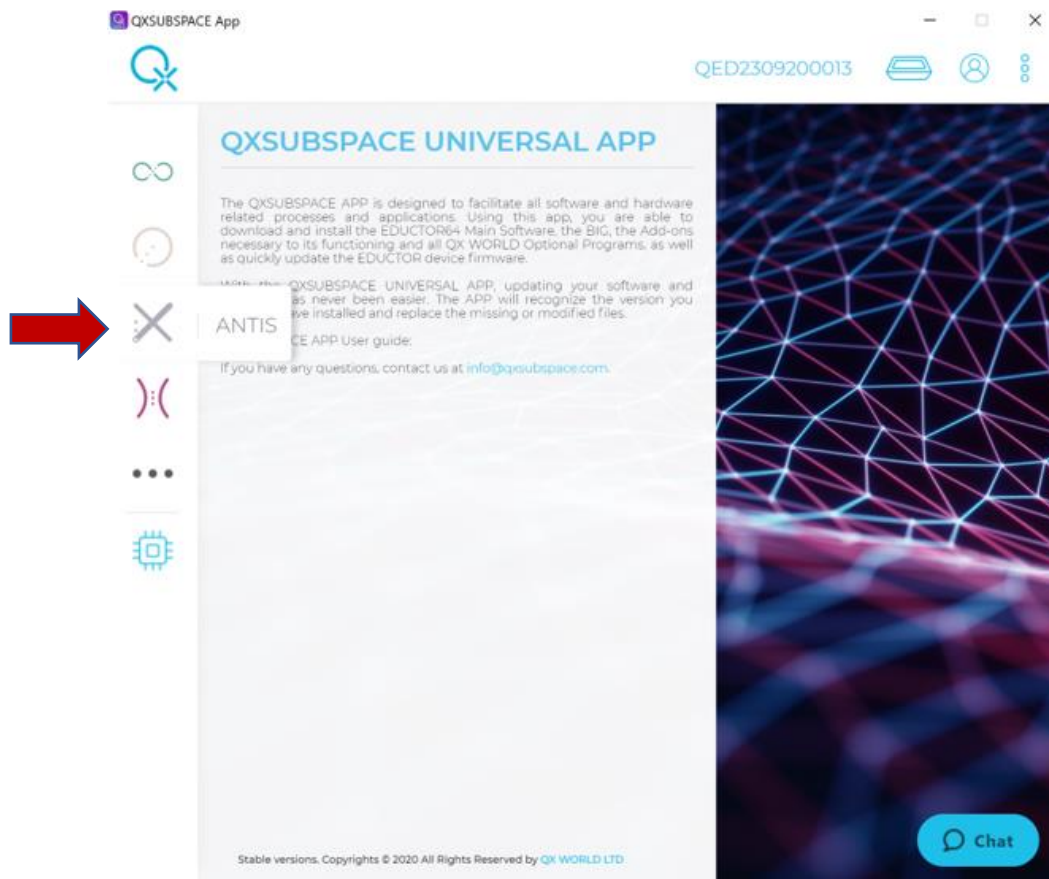 QXSUBSPACE App
QED2309200013
QXSUBSPACE UNIVERSAL APP
The QXSUBSPACE APP is designed to facilitate all software and hardware
related processes and applications. Using this app, you are able to
download and install the EDUCTOR64 Main Software, the BIG, the Add-ons
necessary to its functioning and all QX WORLD Optional Programs, as well
as quickly update the EDUCTOR device firmware.
With the QXSUBSPACE UNIVERSAL APP, updating your software and
as never been easier. The APP will recognize the version you
ve installed and replace the missing or modified files.
ANTIS
CE APP User guide:
If you have any questions, contact us at info@qxsubspace.com.
Chat
Stable versions. Copyrights © 2020 All Rights Reserved by QX WORLD LTD